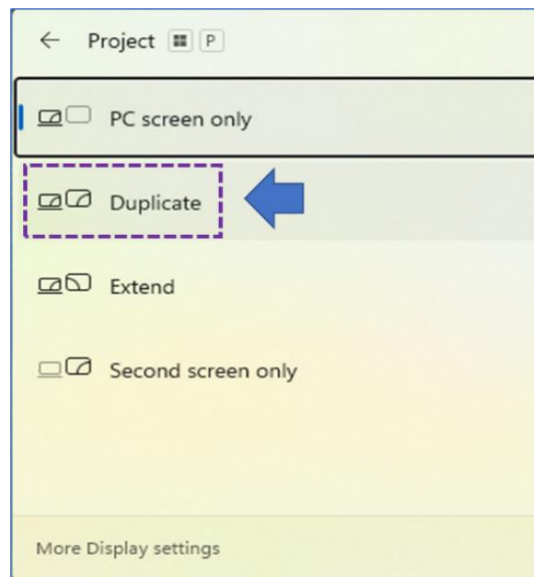 Project P
PC screen only
Duplicate
Extend
Second screen only
More Display settings